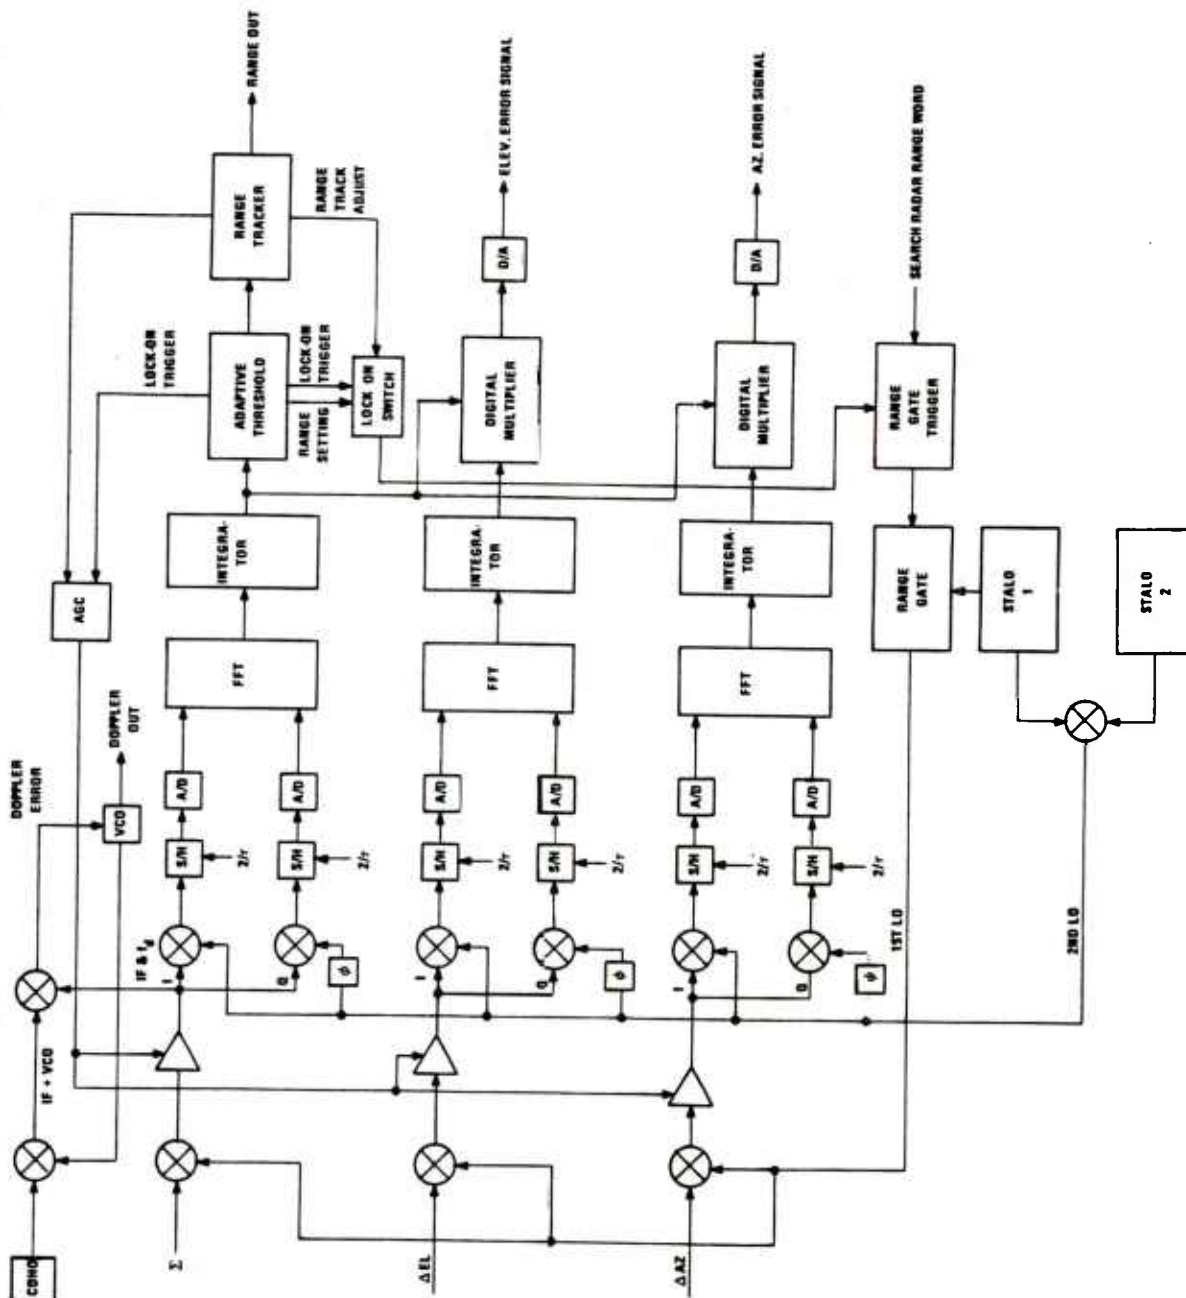 COHO
IF + VCO
DOPPLER
ERROR
VCO
DOPPLER
OUT
AGC
LOCK-ON
TRIGGER
Σ
IF & fd
I
Q
ϕ
S/H
2/τ
A/D
S/H
2/τ
A/D
FFT
INTEGRA-
TOR
ADAPTIVE
THRESHOLD
RANGE
TRACKER
RANGE OUT
RANGE
SETTING
LOCK-ON
TRIGGER
RANGE
TRACK
ADJUST
LOCK ON
SWITCH
ΔEL
I
Q
ϕ
S/H
2/τ
A/D
S/H
2/τ
A/D
FFT
INTEGRA-
TOR
DIGITAL
MULTIPLIER
D/A
ELEV. ERROR SIGNAL
ΔAZ
I
Q
ϕ
S/H
2/τ
A/D
S/H
2/τ
A/D
FFT
INTEGRA-
TOR
DIGITAL
MULTIPLIER
D/A
AZ. ERROR SIGNAL
1ST LO
RANGE
GATE
RANGE
GATE
TRIGGER
SEARCH RADAR RANGE WORD
2ND LO
STALO
1
STALO
2